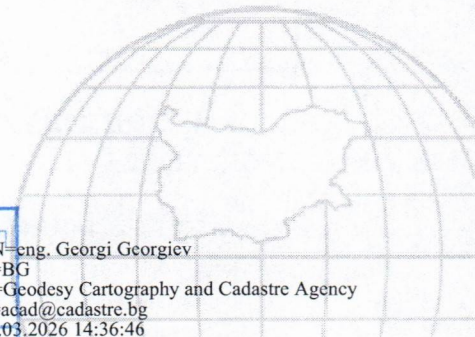 N=eng. Georgi Georgiev
=BG
=Geodesy Cartography and Cadastre Agency
=acad@cadastre.bg
.03.2026 14:36:46